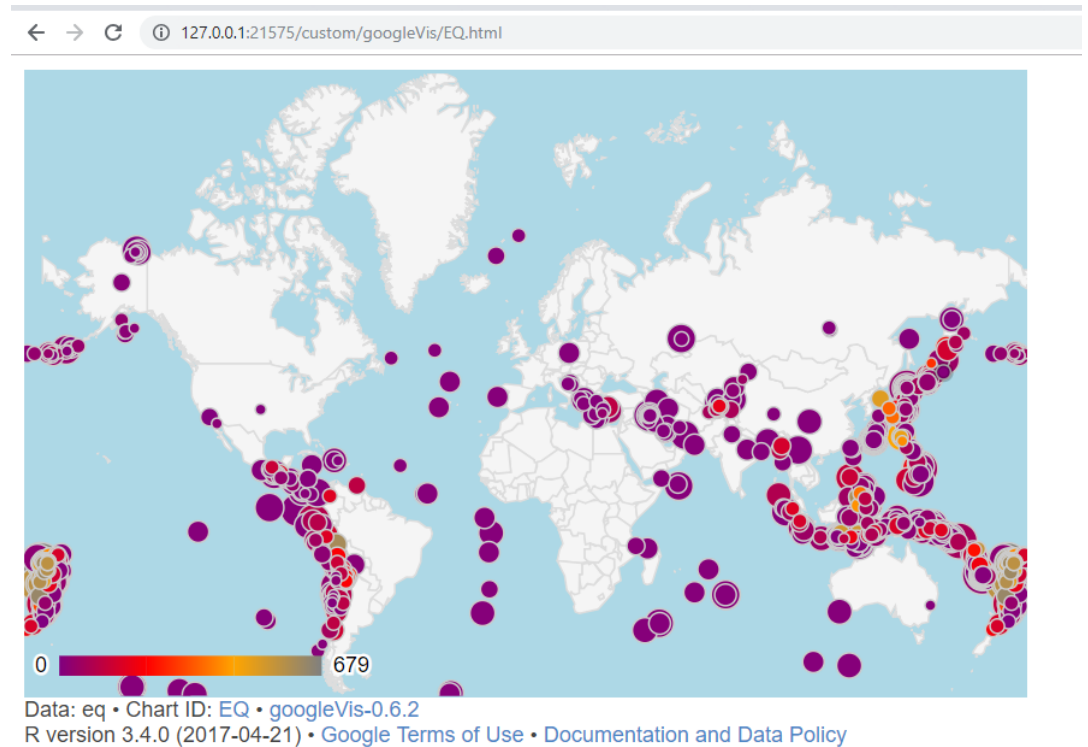 127.0.0.1:21575/custom/googleVis/EQ.html
0 679
Data: eq • Chart ID: EQ • googleVis-0.6.2
R version 3.4.0 (2017-04-21) • Google Terms of Use • Documentation and Data Policy